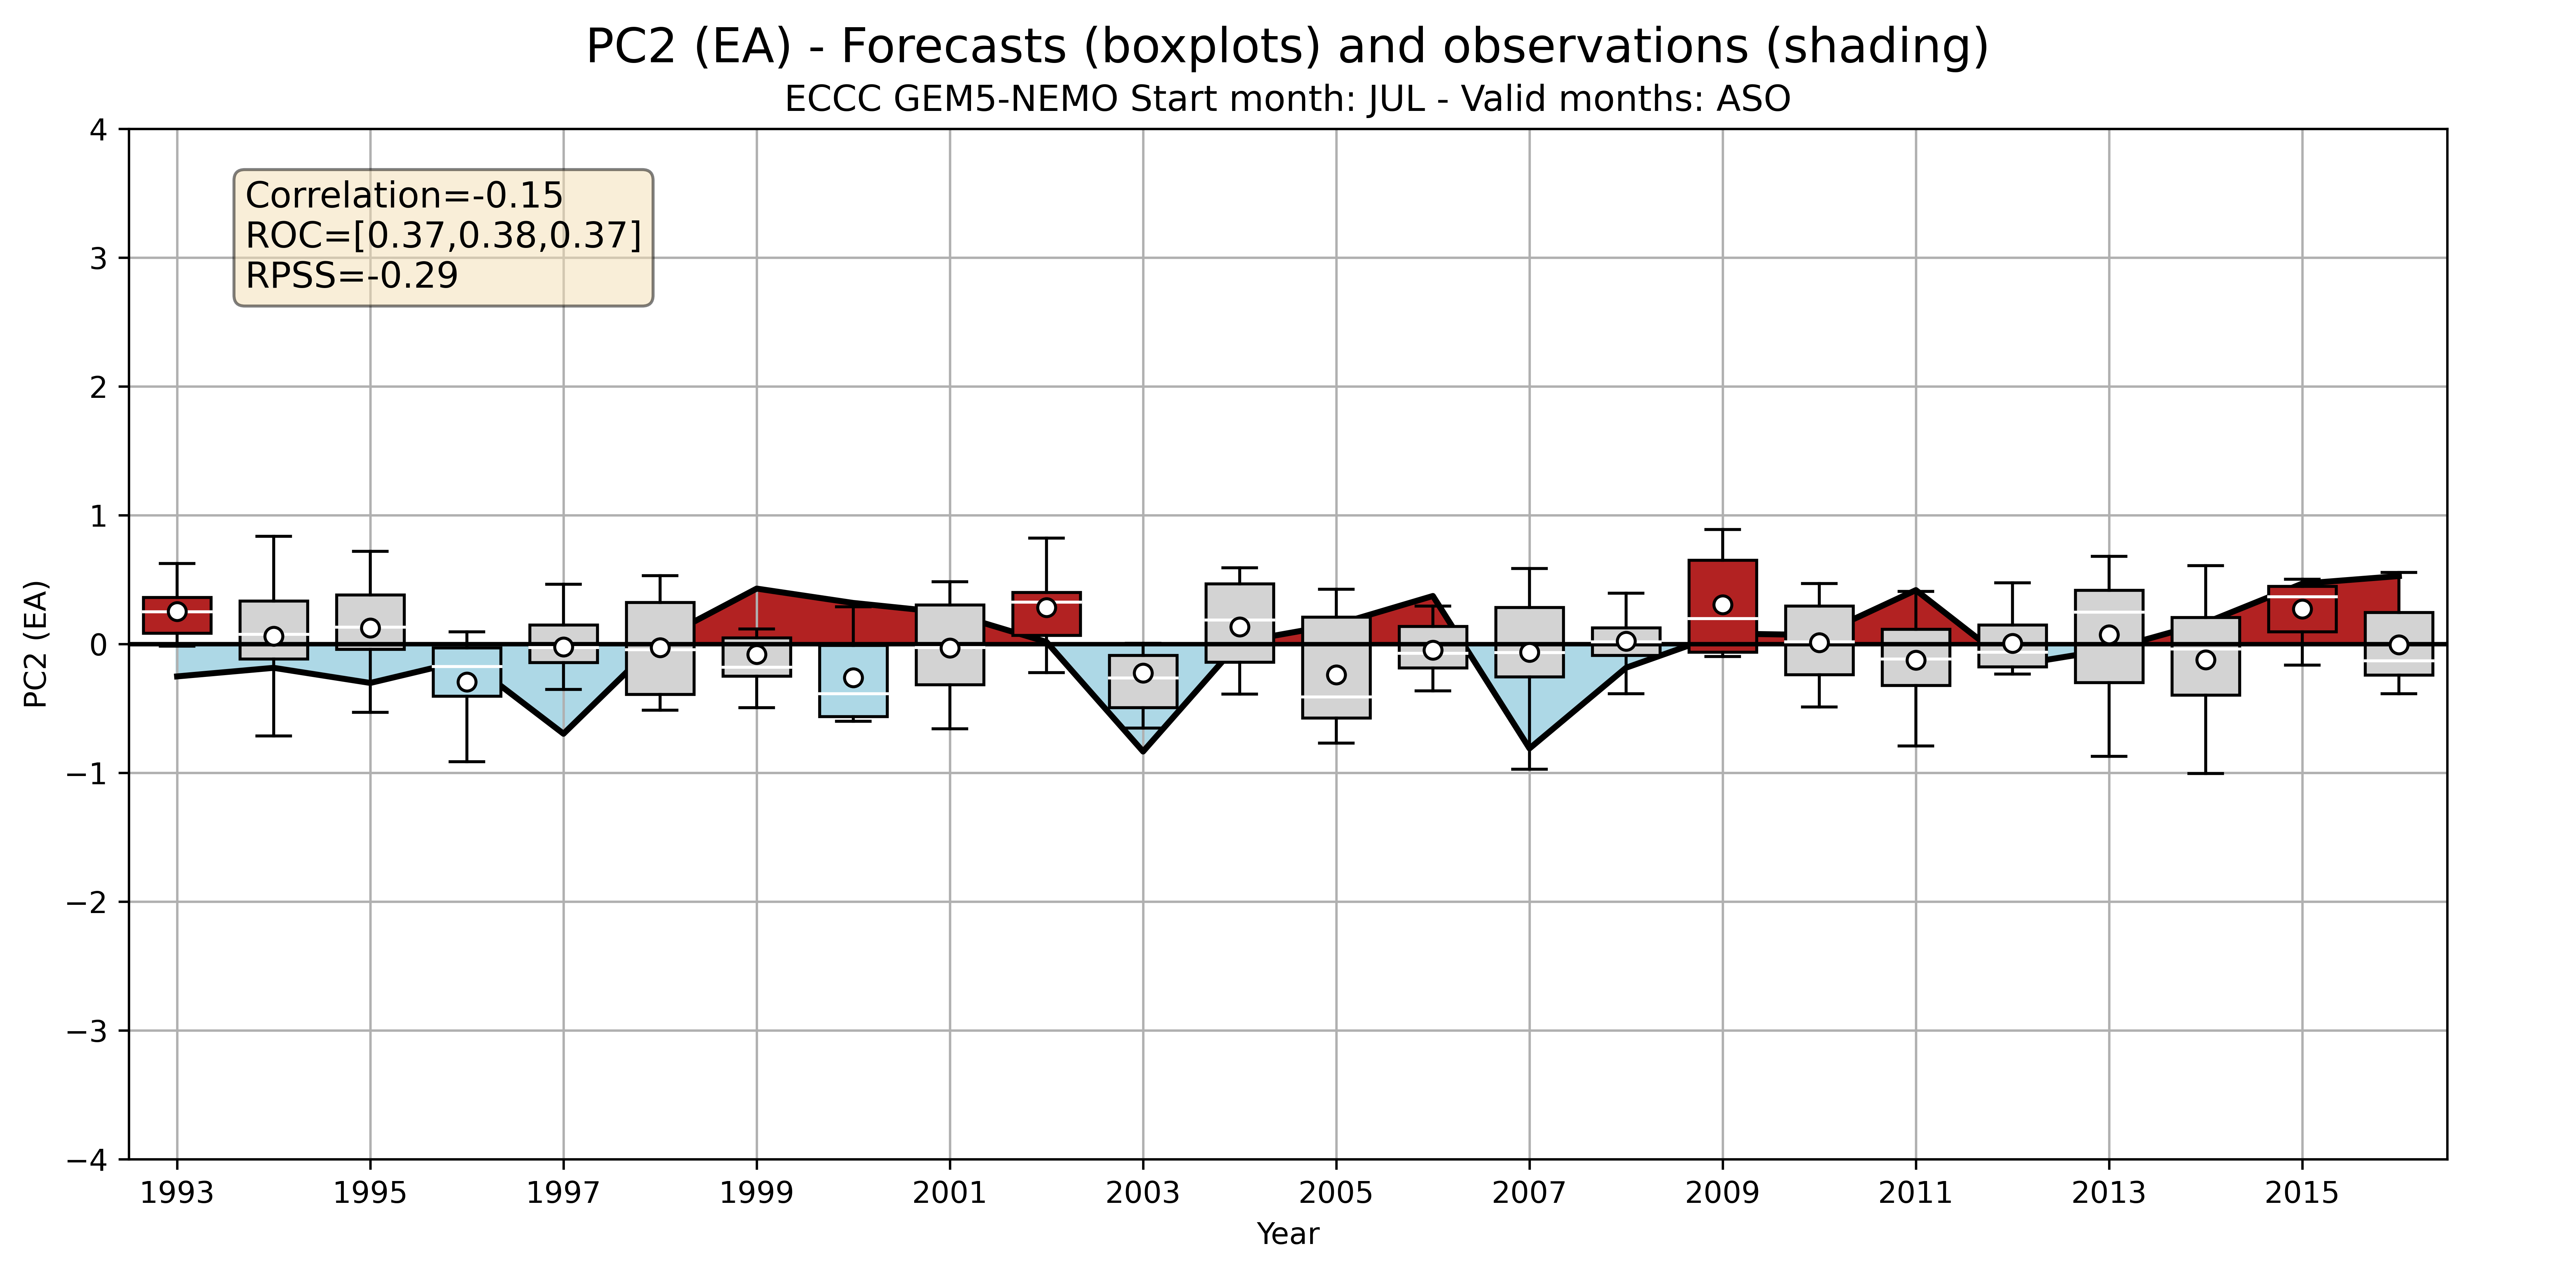 PC2 (EA) - Forecasts (boxplots) and observations (shading)
ECCC GEM5-NEMO Start month: JUL - Valid months: ASO
Correlation=-0.15
ROC=[0.37,0.38,0.37]
RPSS=-0.29
PC2 (EA)
4
3
2
1
0
−1
−2
−3
−4
1993 1995 1997 1999 2001 2003 2005 2007 2009 2011 2013 2015
Year